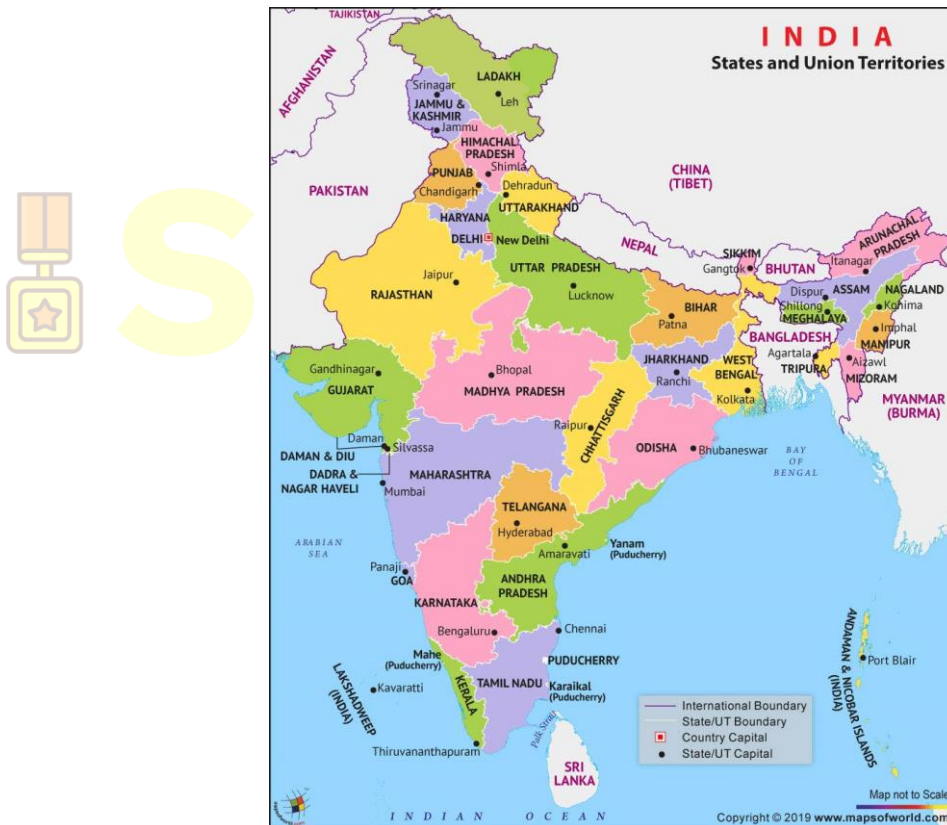 INDIA
States and Union Territories
TAJIKISTAN
AFGHANISTAN
PAKISTAN
CHINA
(TIBET)
LADAKH
Leh
Srinagar
JAMMU &
KASHMIR
Jammu
HIMACHAL
PRADESH
Shimla
PUNJAB
Chandigarh
Dehradun
UTTARAKHAND
HARYANA
DELHI
New Delhi
NEPAL
SIKKIM
Gangtok
BHUTAN
ARUNACHAL
PRADESH
Itanagar
UTTAR PRADESH
Lucknow
Jaipur
RAJASTHAN
BIHAR
Patna
Dispur
ASSAM
NAGALAND
Shillong
MEGHALAYA
Kohima
BANGLADESH
Imphal
MANIPUR
Agartala
TRIPURA
Aizawl
MIZORAM
MYANMAR
(BURMA)
Gandhinagar
GUJARAT
Bhopal
MADHYA PRADESH
JHARKHAND
Ranchi
WEST
BENGAL
Kolkata
CHHATTISGARH
Raipur
ODISHA
Bhubaneswar
BAY
OF
BENGAL
Daman
Silvassa
DAMAN & DIU
DADRA &
NAGAR HAVELI
MAHARASHTRA
Mumbai
TELANGANA
Hyderabad
ARABIAN
SEA
Amaravati
Yanam
(Puducherry)
Panaji
GOA
KARNATAKA
ANDHRA
PRADESH
Bengaluru
Chennai
Mahe
(Puducherry)
PUDUCHERRY
LAKSHADWEEP
(INDIA)
Kavaratti
KERALA
TAMIL NADU
Karaikal
(Puducherry)
Thiruvananthapuram
Palk Strait
SRI
LANKA
ANDAMAN & NICOBAR ISLANDS
(INDIA)
Port Blair
International Boundary
State/UT Boundary
Country Capital
State/UT Capital
Map not to Scale
INDIAN OCEAN
Copyright © 2019 www.mapsofworld.com
S